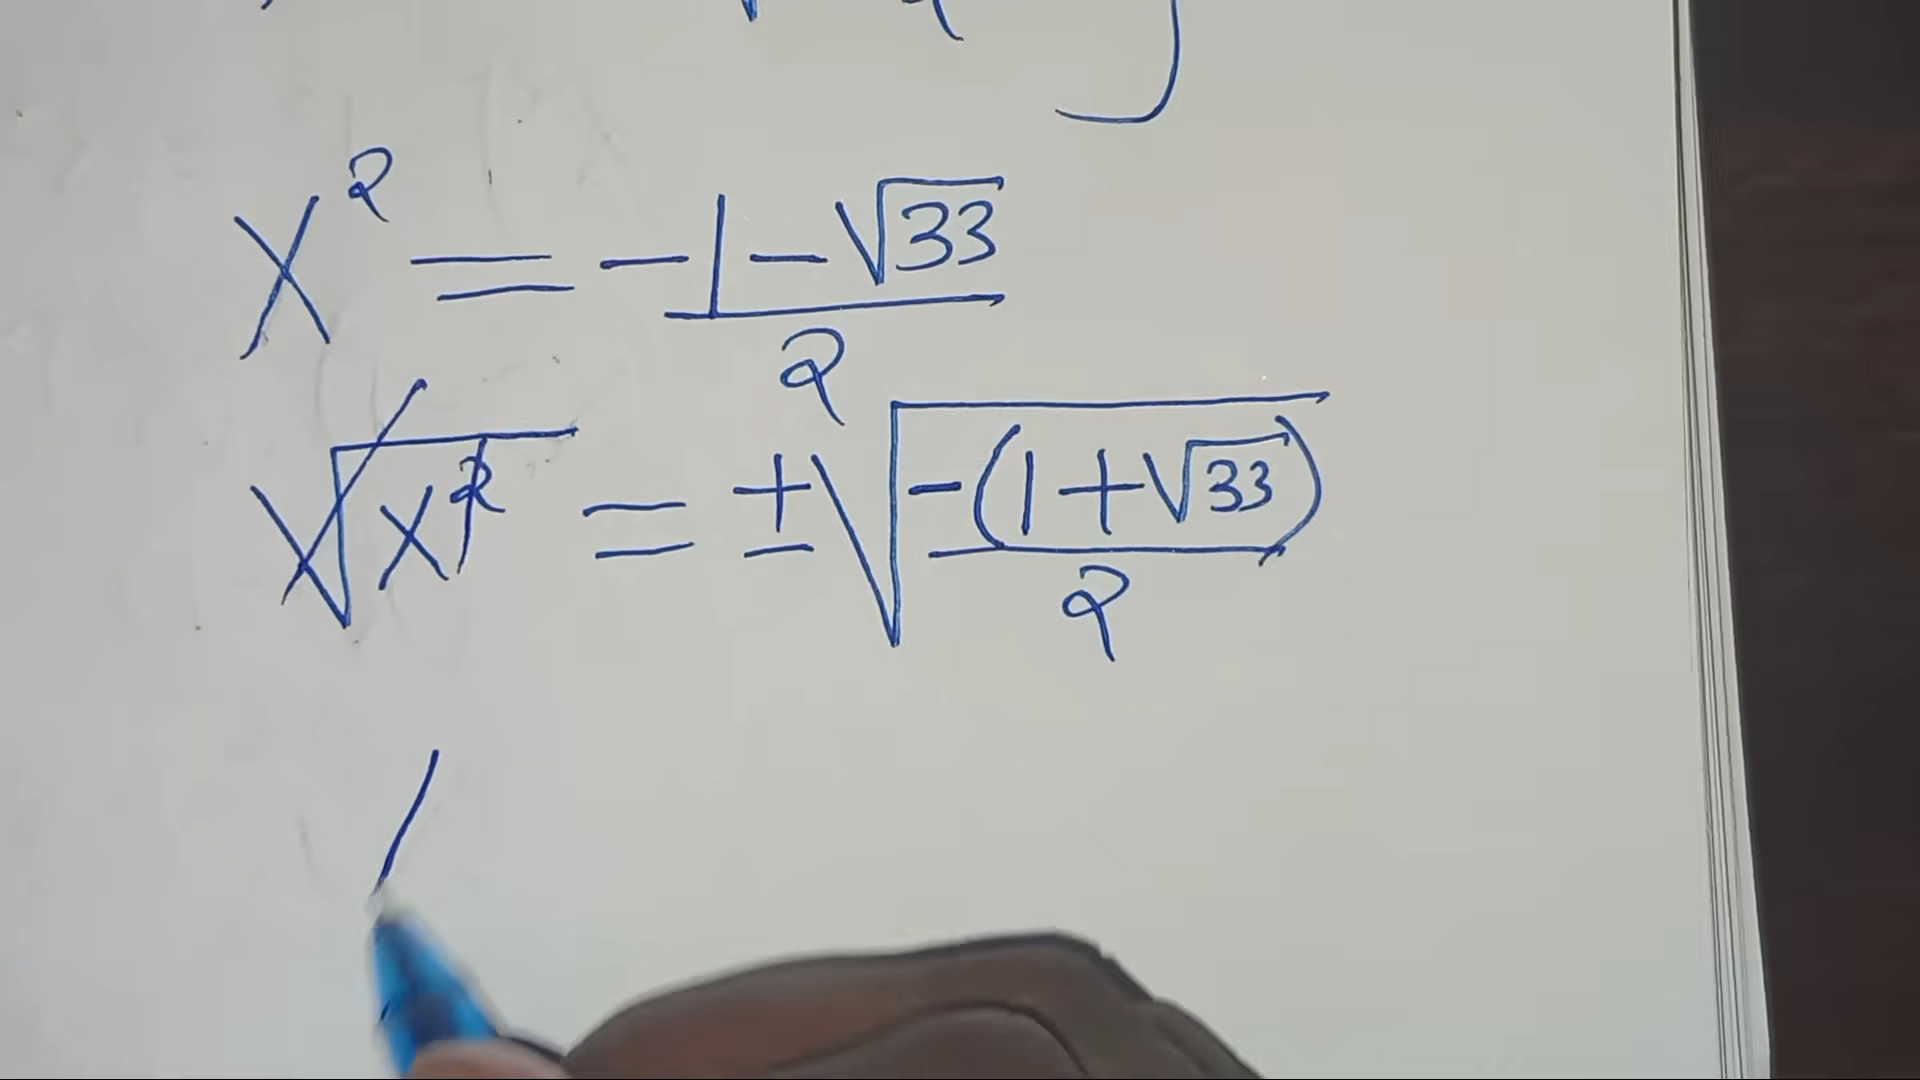 X² = -1-√33 / 2
√x² = ±√(-(1+√33) / 2)